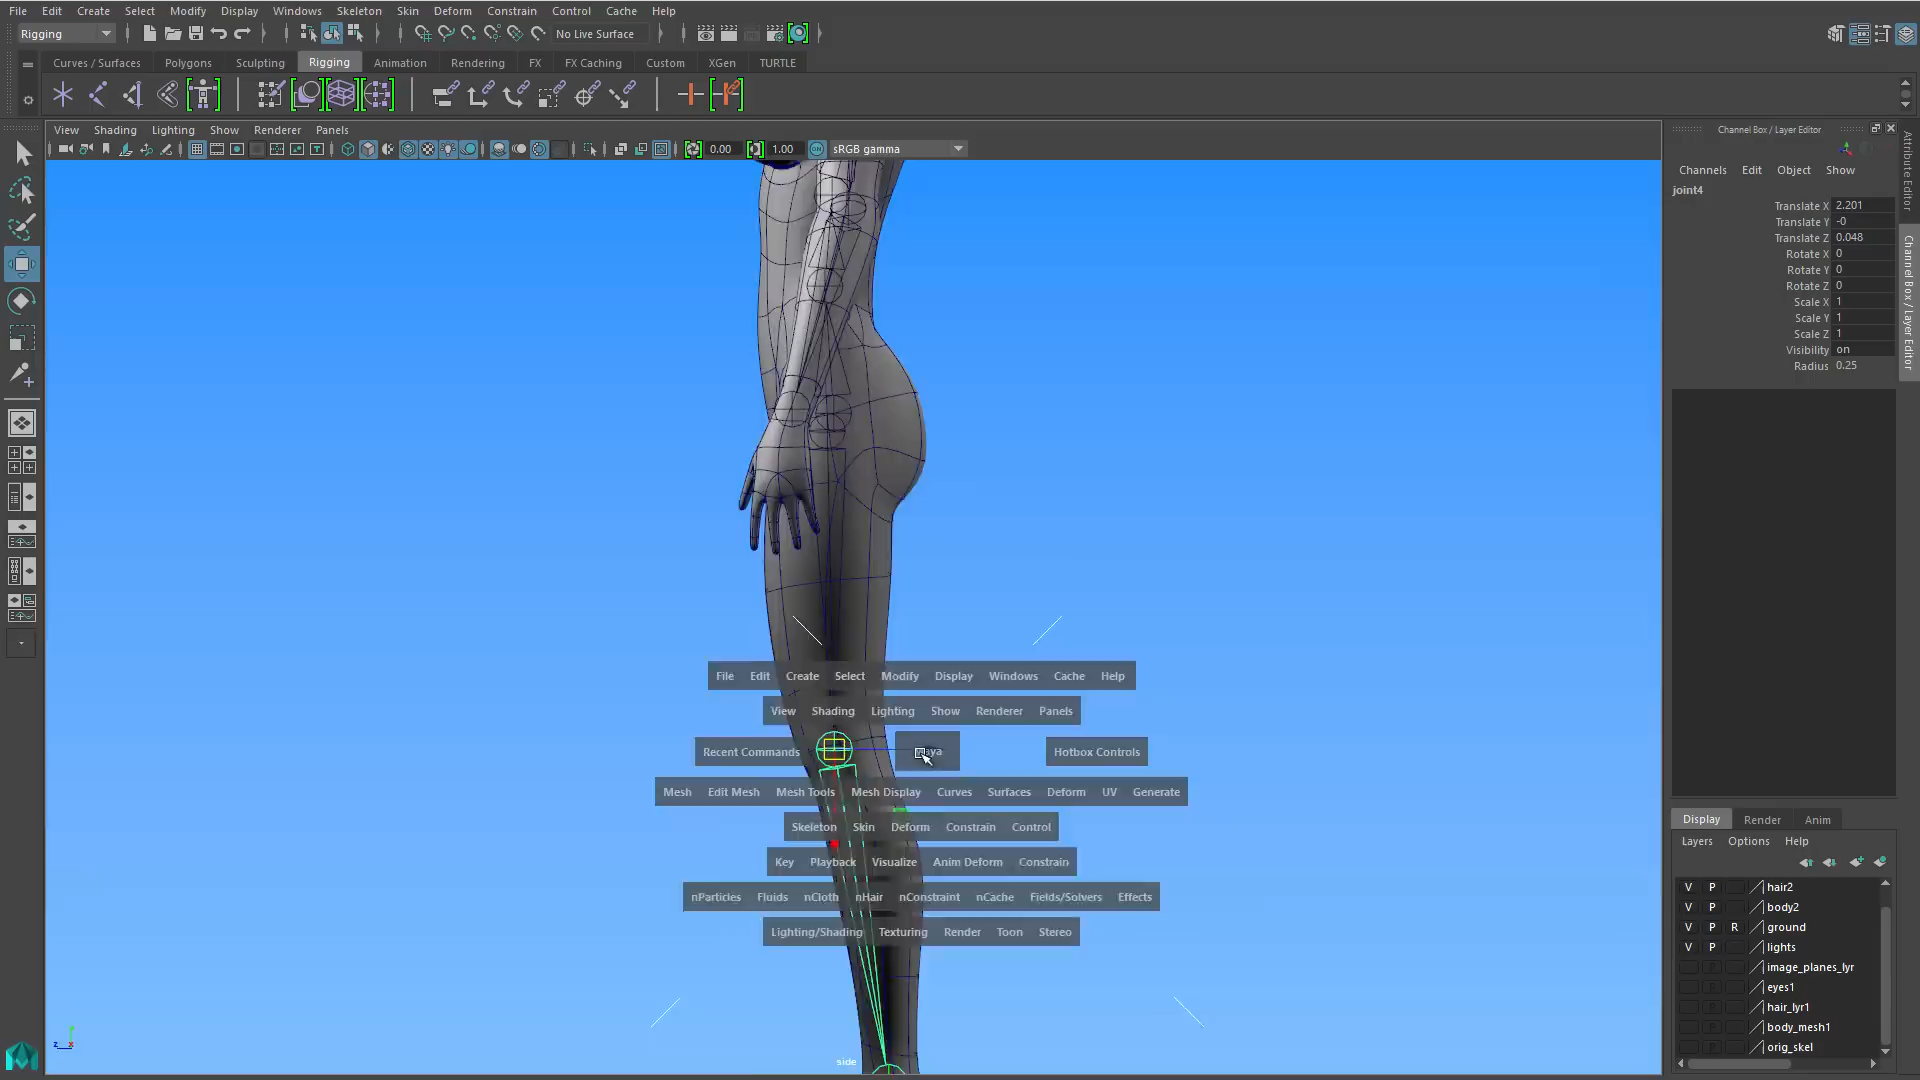 File Edit Create Select Modify Display Windows Skeleton Skin Deform Constrain Control Cache Help
Rigging
No Live Surface
Curves / Surfaces Polygons Sculpting Rigging Animation Rendering FX FX Caching Custom XGen TURTLE
View Shading Lighting Show Renderer Panels
0.00 1.00 ON sRGB gamma
Channel Box / Layer Editor
Channels Edit Object Show
joint4
Translate X 2.201
Translate Y -0
Translate Z 0.048
Rotate X 0
Rotate Y 0
Rotate Z 0
Scale X 1
Scale Y 1
Scale Z 1
Visibility on
Radius 0.25
Attribute Editor
Channel Box / Layer Editor
File Edit Create Select Modify Display Windows Cache Help
View Shading Lighting Show Renderer Panels
Recent Commands
Hotbox Controls
Mesh Edit Mesh Mesh Tools Mesh Display Curves Surfaces Deform UV Generate
Skeleton Skin Deform Constrain Control
Key Playback Visualize Anim Deform Constrain
nParticles Fluids nCloth nHair nConstraint nCache Fields/Solvers Effects
Lighting/Shading Texturing Render Toon Stereo
side
y
z x
Display Render Anim
Layers Options Help
V P hair2
V P body2
V P R ground
V P lights
image_planes_lyr
eyes1
hair_lyr1
body_mesh1
orig_skel